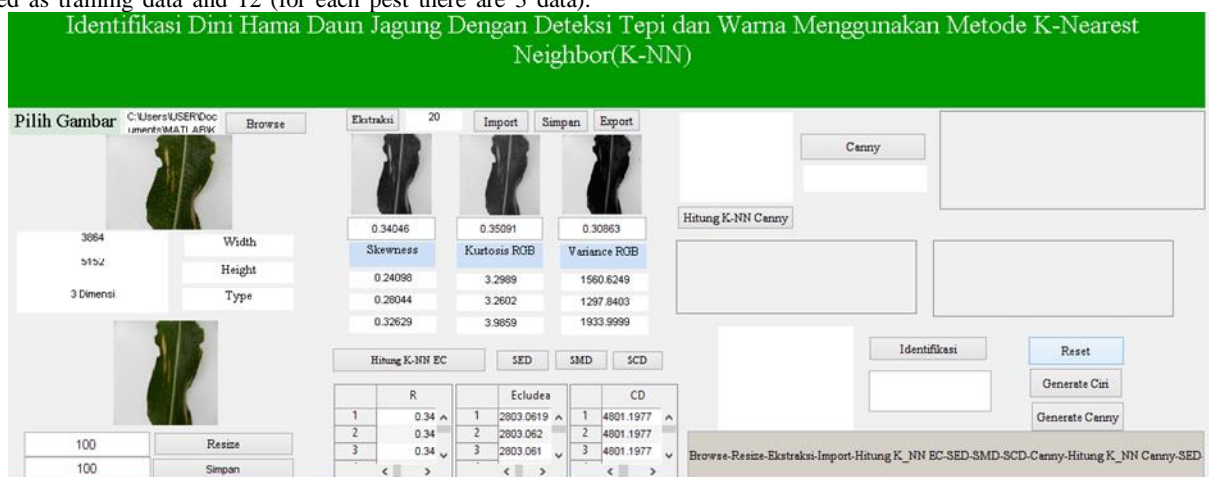 ed as training data and 12 (for each pest there are 3 data).
Identifikasi Dini Hama Daun Jagung Dengan Deteksi Tepi dan Warna Menggunakan Metode K-Nearest
Neighbor(K-NN)
Pilih Gambar
C:\Users\USER\Doc
uments\MATLAB\K
Browse
3864
Width
5152
Height
3 Dimensi
Type
100
Resize
100
Simpan
Ekstraksi
20
Import
Simpan
Export
0.34046
0.35091
0.30863
Skewness
Kurtosis RGB
Variance RGB
0.24098
3.2989
1560.6249
0.28044
3.2602
1297.8403
0.32629
3.9859
1933.9999
Hitung K-NN EC
SED
SMD
SCD
R
1 0.34
2 0.34
3 0.34
Ecludea
1 2803.0619
2 2803.062
3 2803.061
CD
1 4801.1977
2 4801.1977
3 4801.1977
Canny
Hitung K-NN Canny
Identifikasi
Reset
Generate Ciri
Generate Canny
Browse-Resize-Ekstraksi-Import-Hitung K_NN EC-SED-SMD-SCD-Canny-Hitung K_NN Canny-SED-